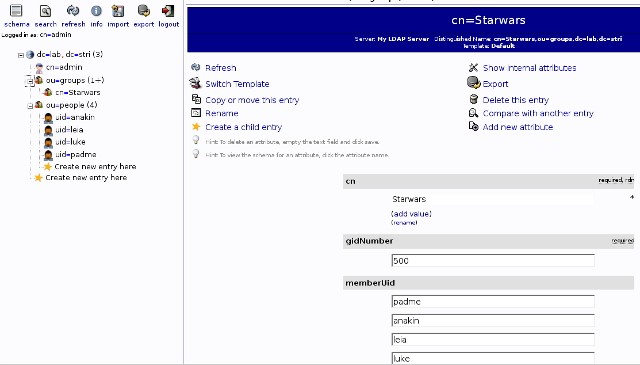 schema search refresh info import export logout
Logged in as: cn=admin
dc=lab, dc=stri (3)
cn=admin
ou=groups (1+)
cn=Starwars
ou=people (4)
uid=anakin
uid=leia
uid=luke
uid=padme
Create new entry here
Create new entry here
cn=Starwars
Server: My LDAP Server Distinguished Name: cn=Starwars,ou=groups,dc=lab,dc=stri
Template: Default
Refresh
Show internal attributes
Switch Template
Export
Copy or move this entry
Delete this entry
Rename
Compare with another entry
Create a child entry
Add new attribute
Hint: To delete an attribute, empty the text field and click save.
Hint: To view the schema for an attribute, click the attribute name.
cn required, rdn
Starwars *
(add value)
(rename)
gidNumber required
500
memberUid
padme
anakin
leia
luke